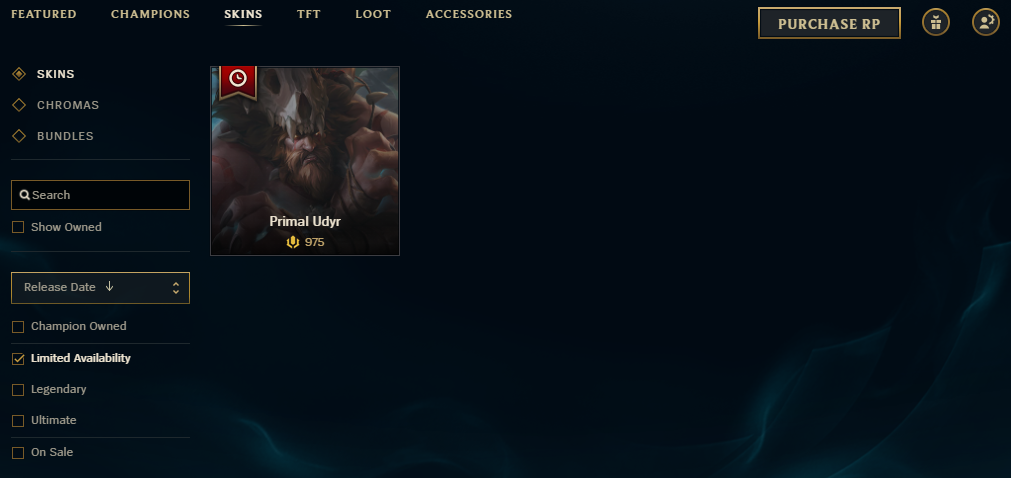 FEATURED CHAMPIONS SKINS TFT LOOT ACCESSORIES
PURCHASE RP
SKINS
CHROMAS
BUNDLES
Search
Show Owned
Release Date ↓
Champion Owned
Limited Availability
Legendary
Ultimate
On Sale
Primal Udyr
975